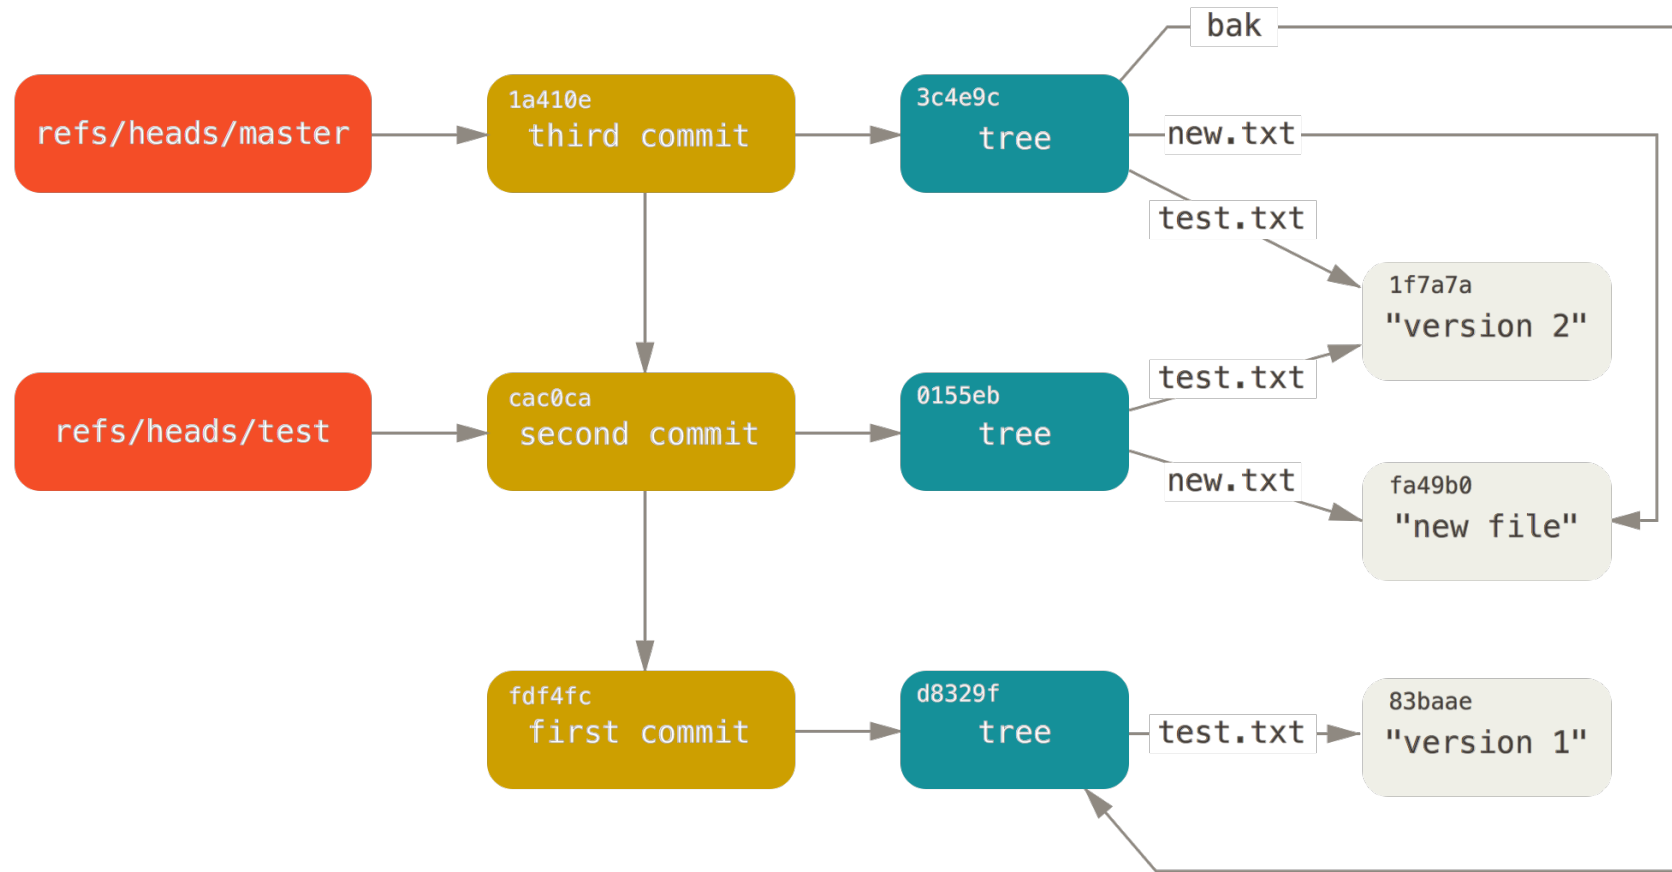 bak
refs/heads/master
1a410e
third commit
3c4e9c
tree
new.txt
test.txt
1f7a7a
"version 2"
refs/heads/test
cac0ca
second commit
0155eb
tree
test.txt
new.txt
fa49b0
"new file"
fdf4fc
first commit
d8329f
tree
test.txt
83baae
"version 1"